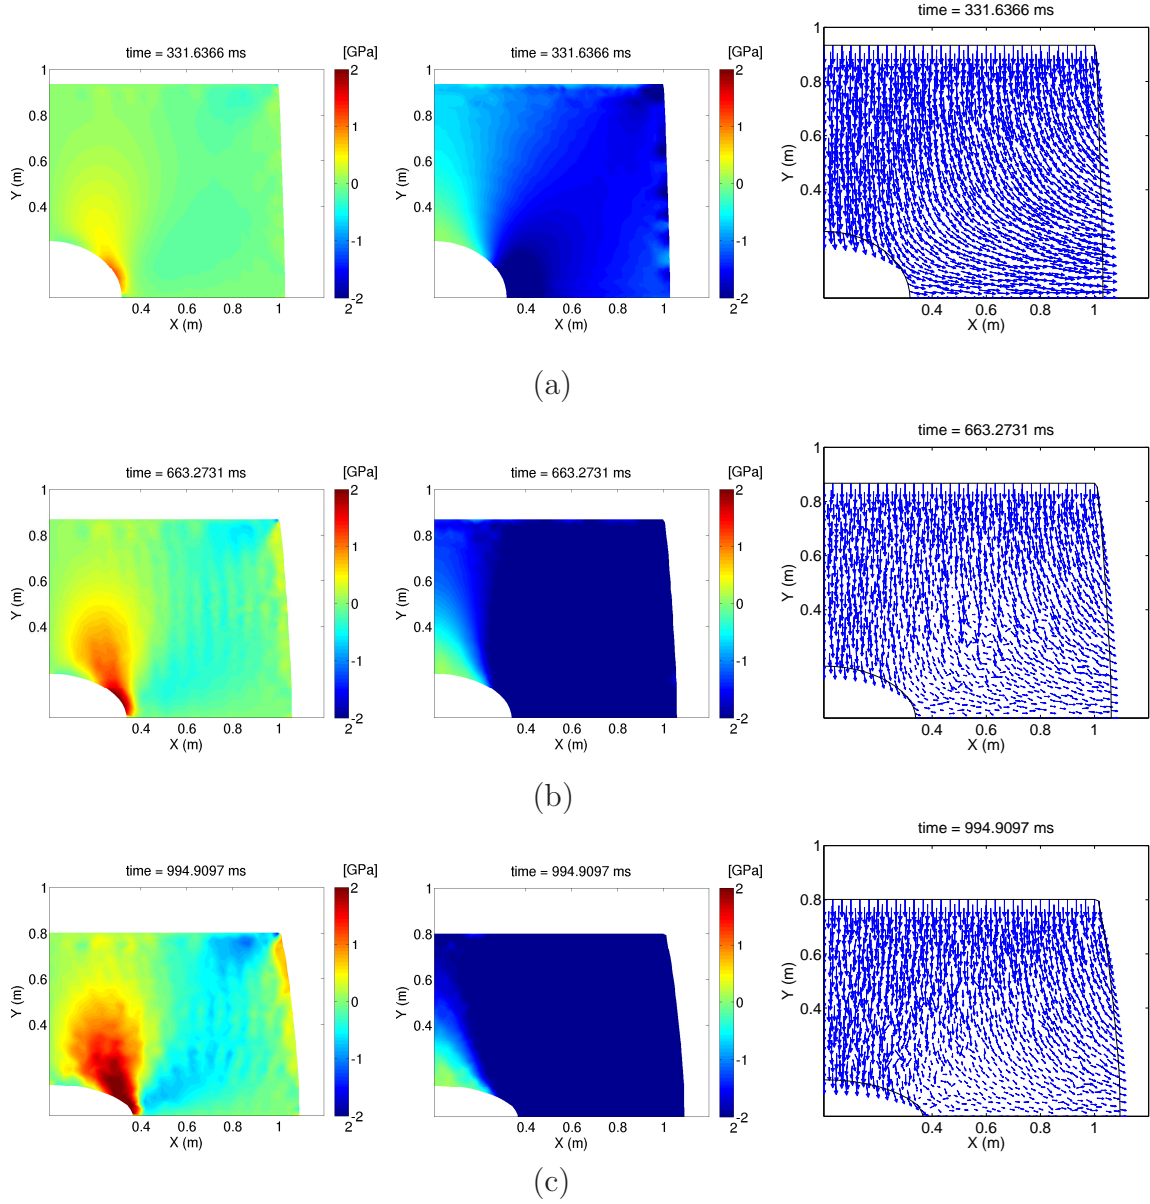 time = 331.6366 ms
[GPa]
1
0.8
0.6
0.4
Y (m)
0.4 0.6 0.8 1 2
X (m)
2
1
0
-1
-2
time = 331.6366 ms
[GPa]
1
0.8
0.6
0.4
Y (m)
0.4 0.6 0.8 1 2
X (m)
2
1
0
-1
-2
time = 331.6366 ms
1
0.8
0.6
0.4
Y (m)
0.4 0.6 0.8 1
X (m)
(a)
time = 663.2731 ms
[GPa]
1
0.8
0.6
0.4
Y (m)
0.4 0.6 0.8 1 2
X (m)
2
1
0
-1
-2
time = 663.2731 ms
[GPa]
1
0.8
0.6
0.4
Y (m)
0.4 0.6 0.8 1 2
X (m)
2
1
0
-1
-2
time = 663.2731 ms
1
0.8
0.6
0.4
Y (m)
0.4 0.6 0.8 1
X (m)
(b)
time = 994.9097 ms
[GPa]
1
0.8
0.6
0.4
Y (m)
0.4 0.6 0.8 1 2
X (m)
2
1
0
-1
-2
time = 994.9097 ms
[GPa]
1
0.8
0.6
0.4
Y (m)
0.4 0.6 0.8 1 2
X (m)
2
1
0
-1
-2
time = 994.9097 ms
1
0.8
0.6
0.4
Y (m)
0.4 0.6 0.8 1
X (m)
(c)